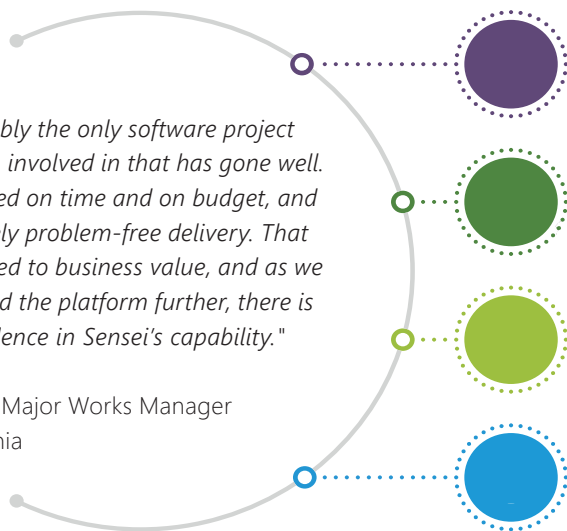 bly the only software project
involved in that has gone well.
ed on time and on budget, and
ly problem-free delivery. That
ed to business value, and as we
d the platform further, there is
lence in Sensei's capability."
Major Works Manager
nia